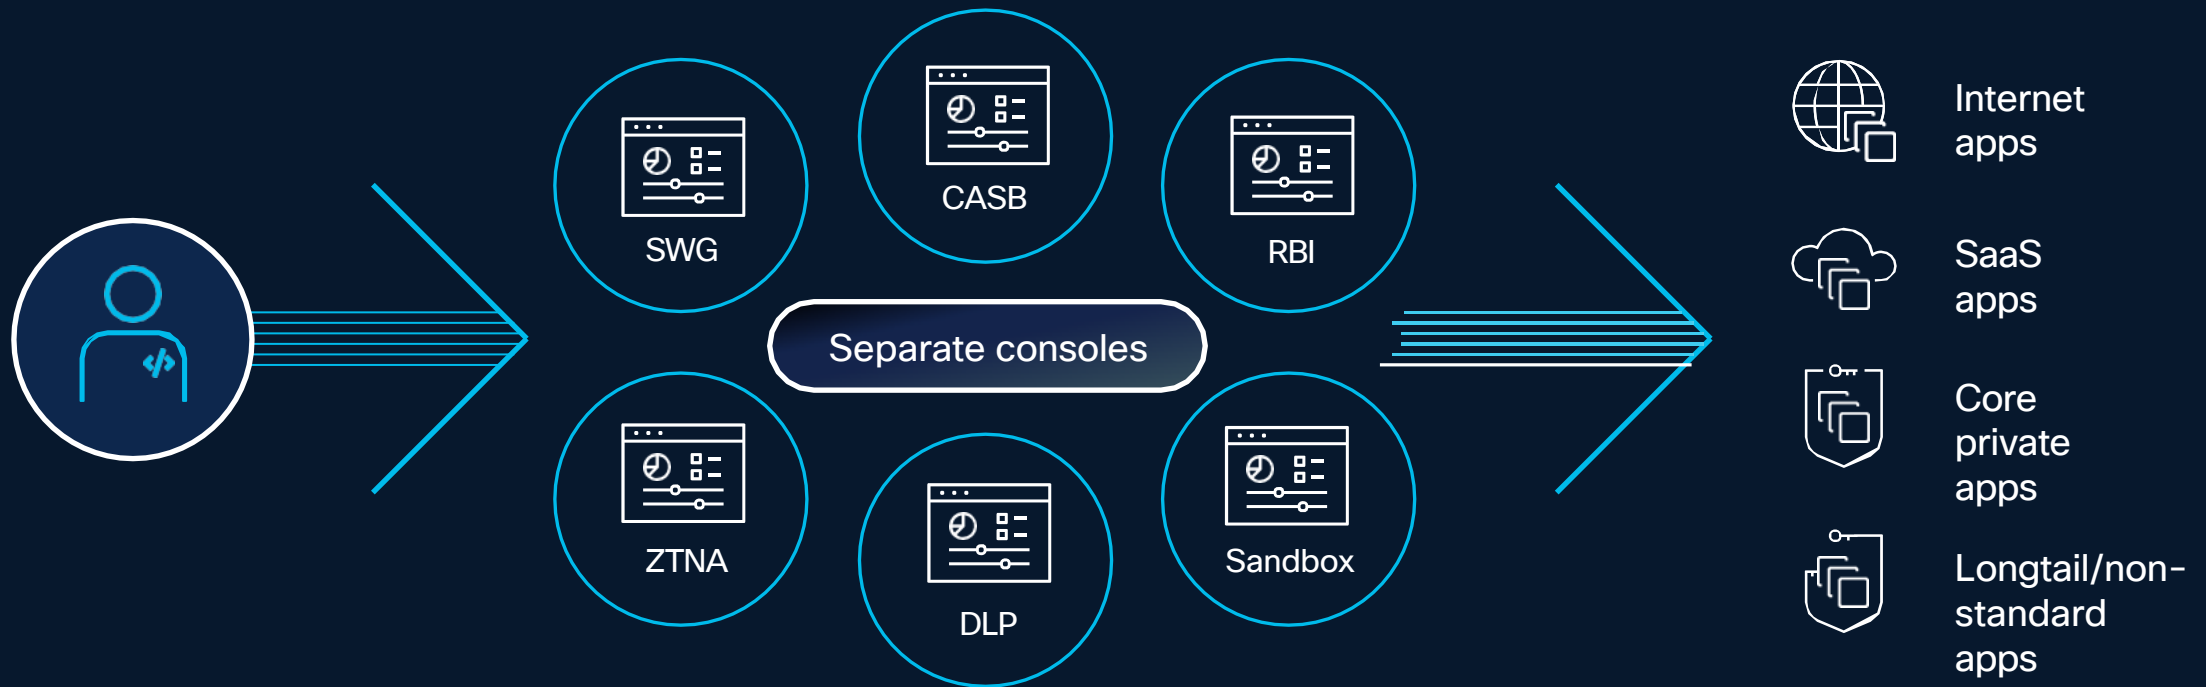 SWG
CASB
RBI
Separate consoles
ZTNA
DLP
Sandbox
Internet
apps
SaaS
apps
Core
private
apps
Longtail/non-
standard
apps